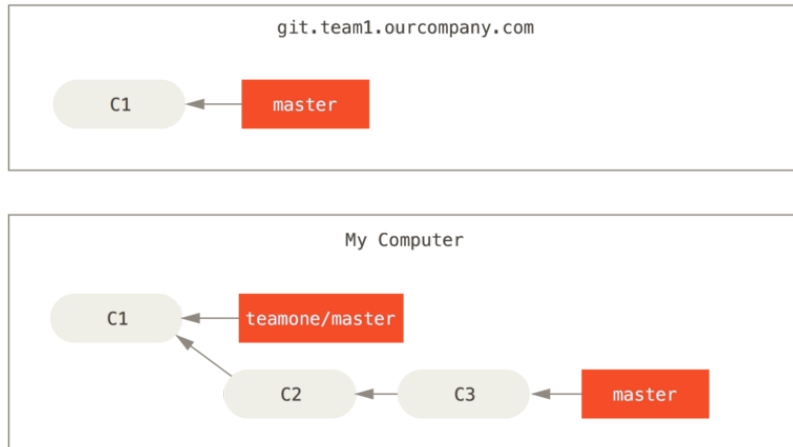 git.team1.ourcompany.com
C1
master
My Computer
C1
teamone/master
C2
C3
master